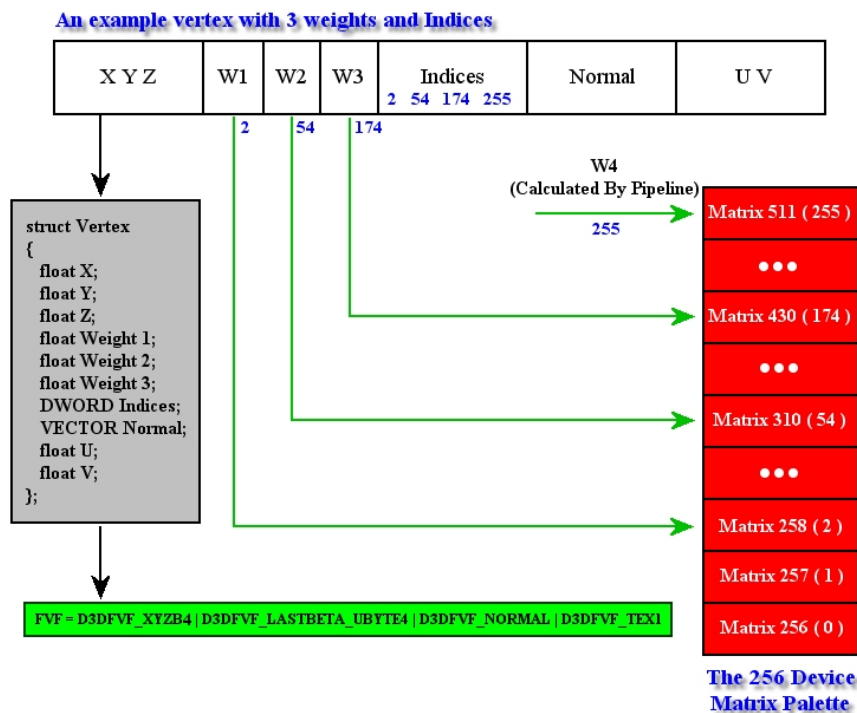 An example vertex with 3 weights and Indices
X Y Z W1 W2 W3 Indices Normal U V
2 54 174 255
2 54 174
W4
(Calculated By Pipeline)
255
struct Vertex
{
float X;
float Y;
float Z;
float Weight 1;
float Weight 2;
float Weight 3;
DWORD Indices;
VECTOR Normal;
float U;
float V;
};
Matrix 511 ( 255 )
•••
Matrix 430 ( 174 )
•••
Matrix 310 ( 54 )
•••
Matrix 258 ( 2 )
Matrix 257 ( 1 )
Matrix 256 ( 0 )
FVF = D3DFVF_XYZB4 | D3DFVF_LASTBETA_UBYTE4 | D3DFVF_NORMAL | D3DFVF_TEX1
The 256 Device
Matrix Palette